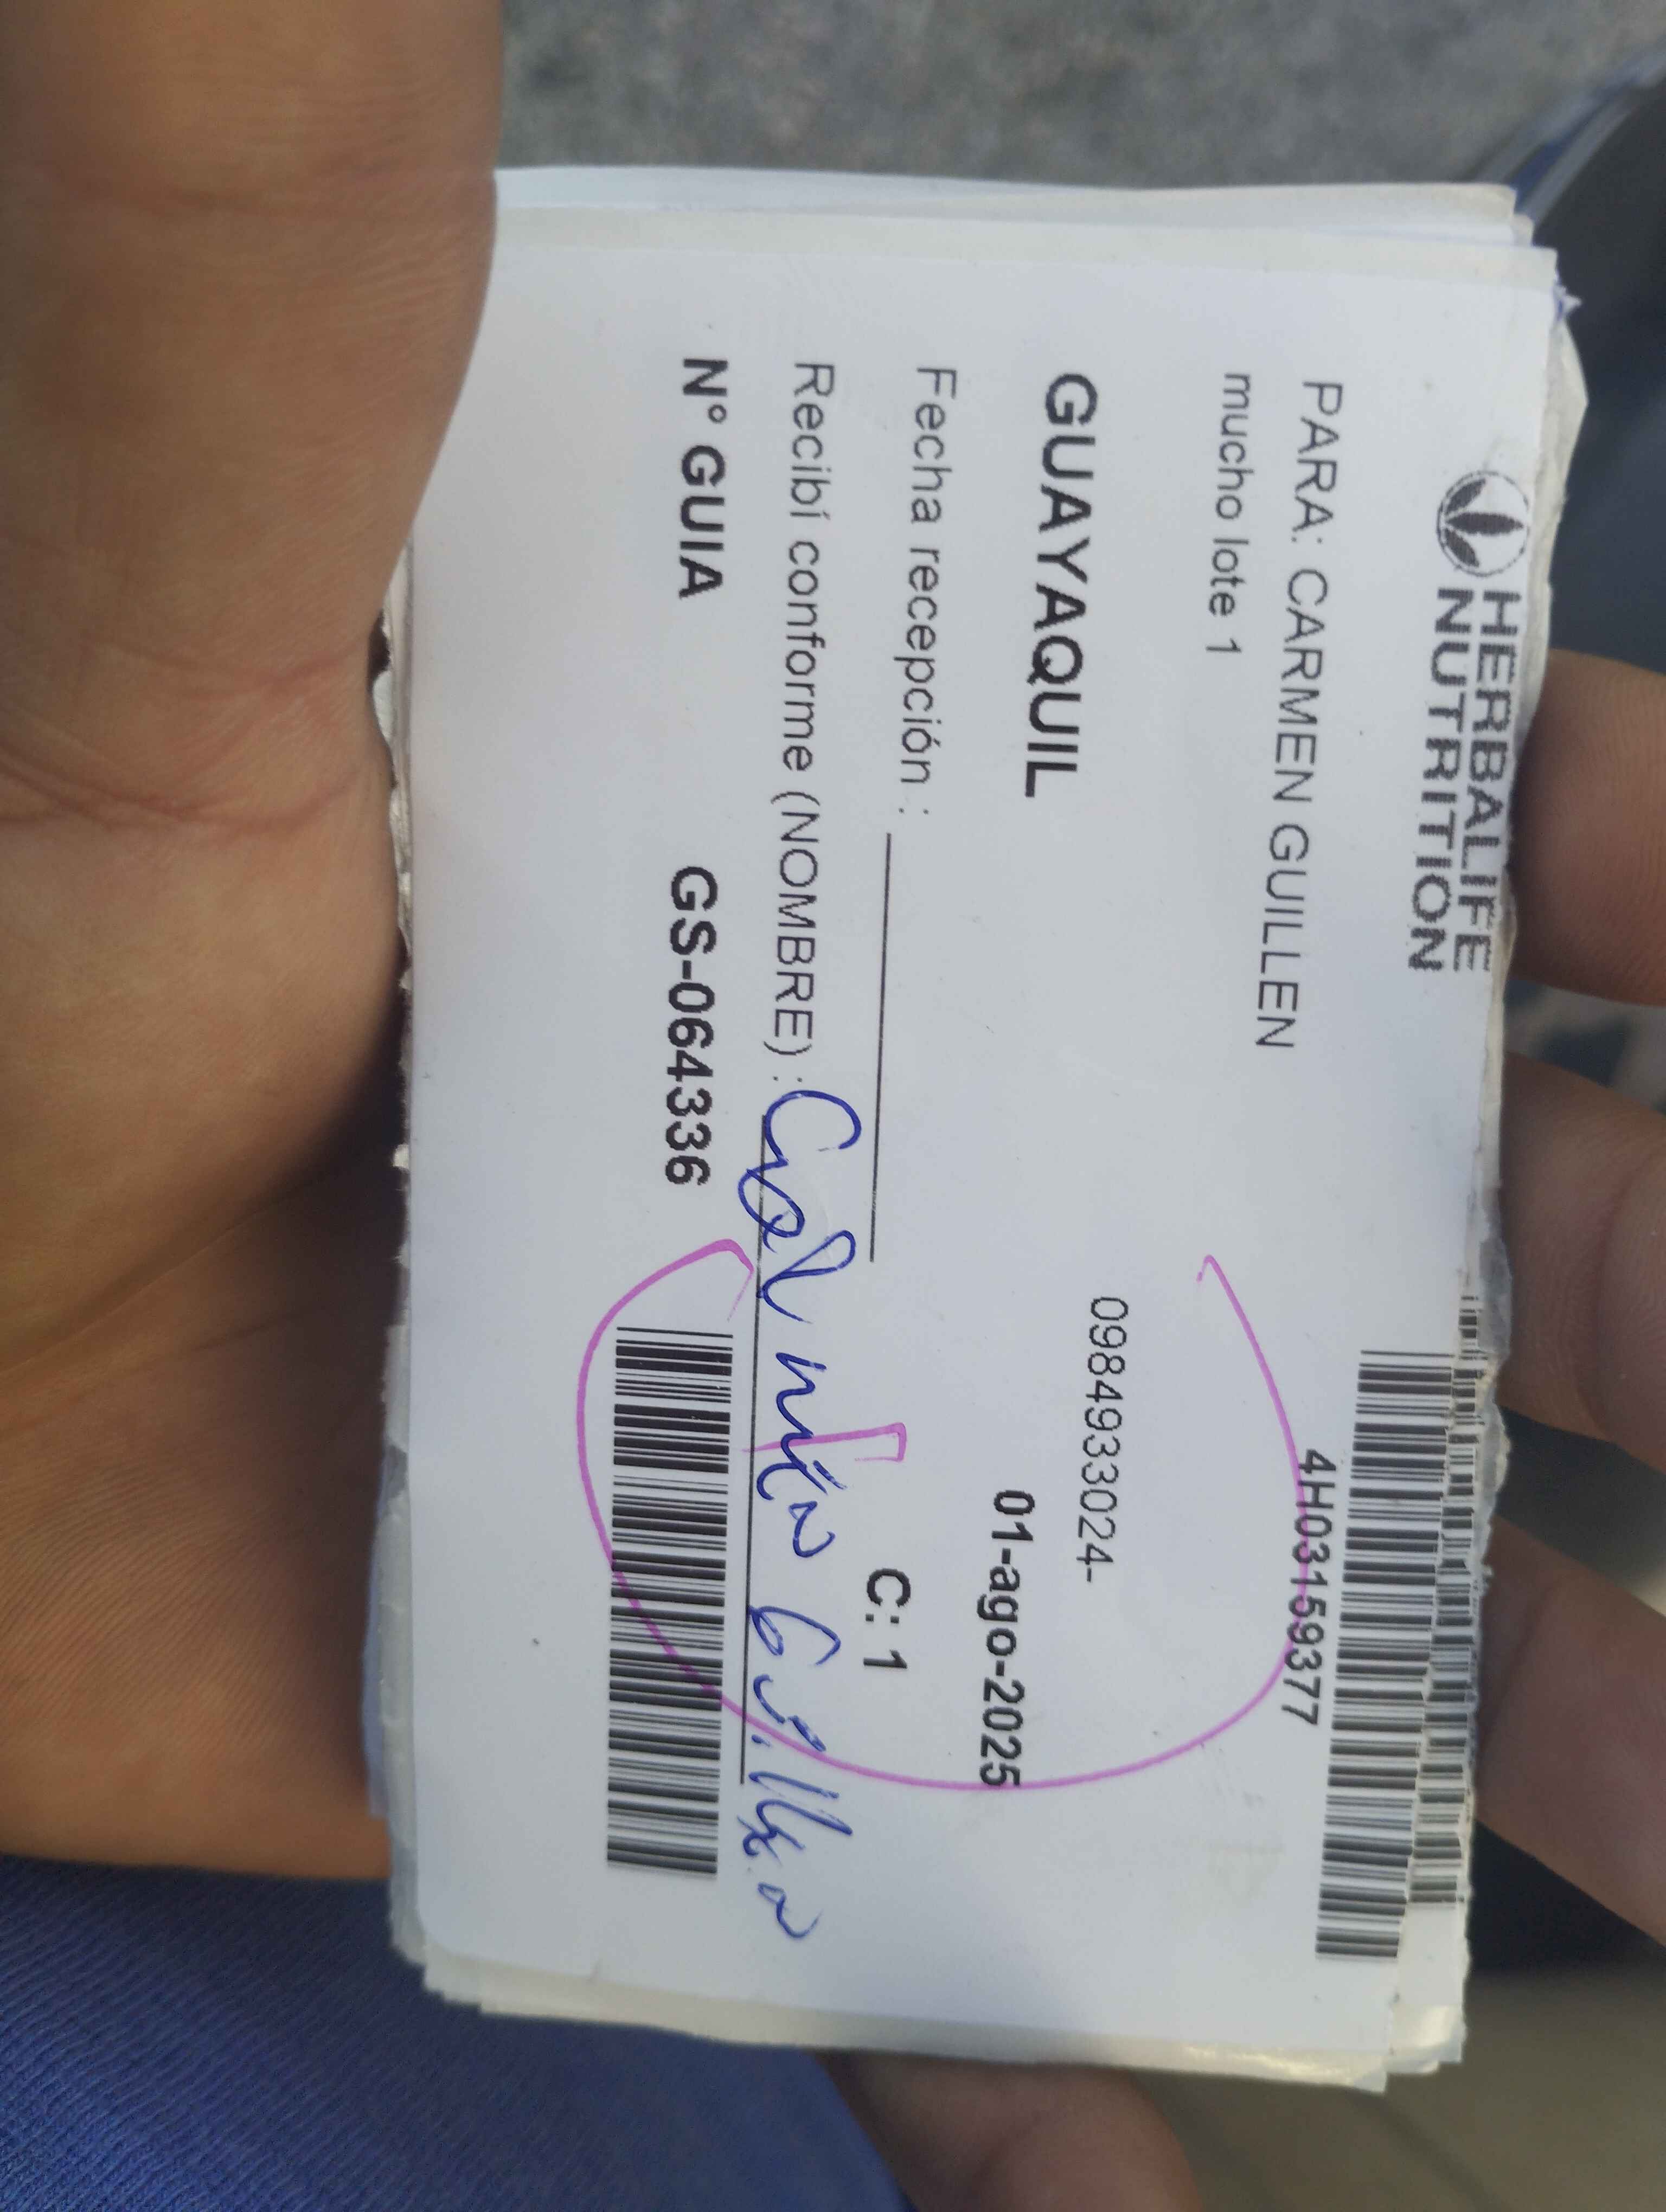 HERBALIFE
NUTRITION
4H03159377
PARA: CARMEN GUILLEN
mucho lote 1
0984933024-
GUAYAQUIL
01-ago-2025
Fecha recepción :
C: 1
Recibí conforme (NOMBRE) :
N° GUIA GS-064336